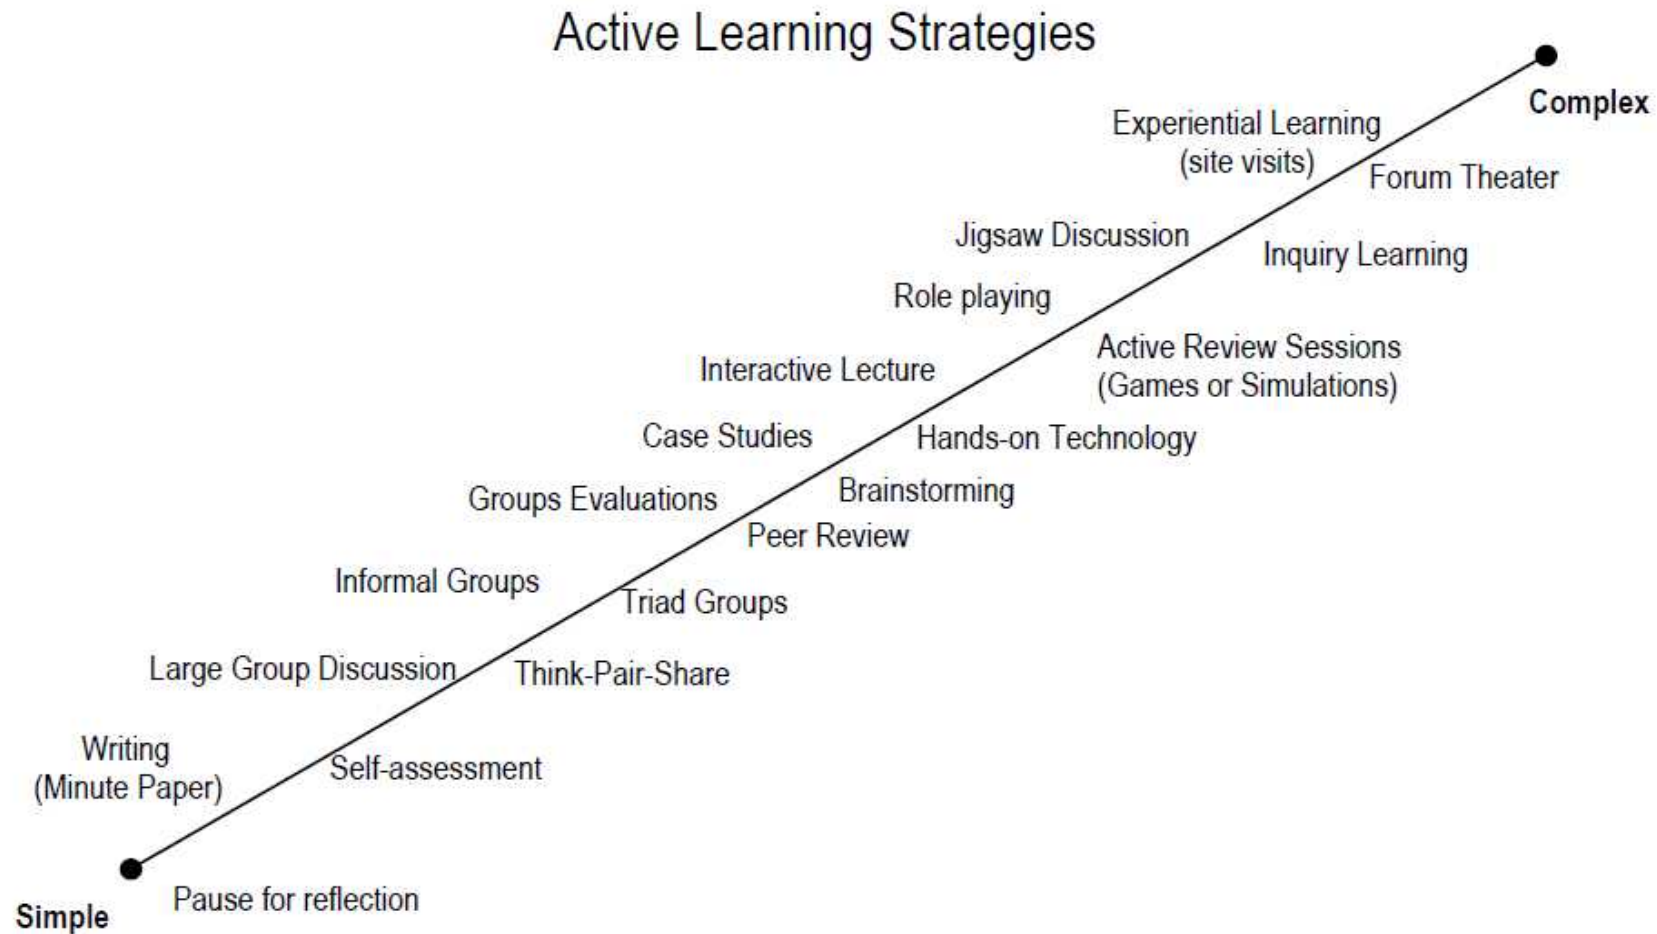 Active Learning Strategies
Complex
Experiential Learning
(site visits)
Forum Theater
Jigsaw Discussion
Inquiry Learning
Role playing
Active Review Sessions
(Games or Simulations)
Interactive Lecture
Case Studies
Hands-on Technology
Groups Evaluations
Brainstorming
Peer Review
Informal Groups
Triad Groups
Large Group Discussion
Think-Pair-Share
Writing
(Minute Paper)
Self-assessment
Pause for reflection
Simple